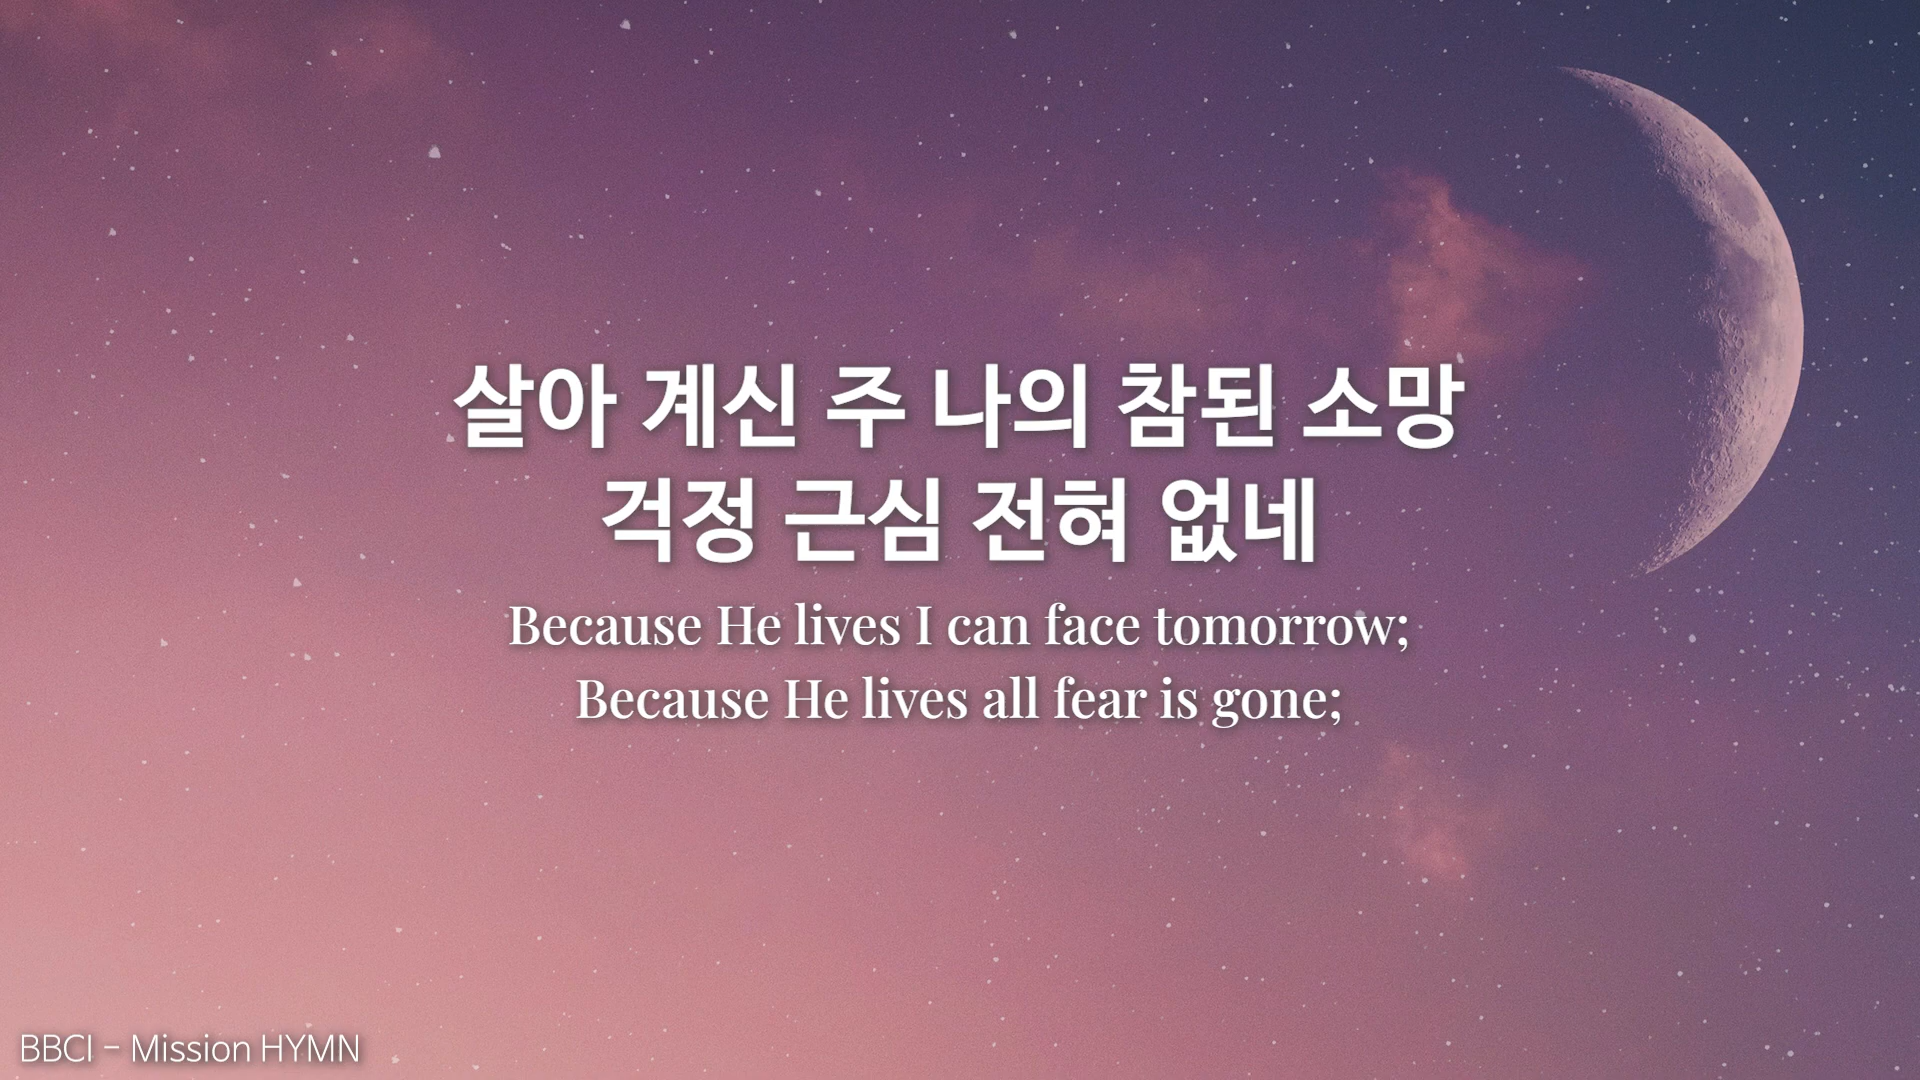 살아 계신 주 나의 참된 소망
걱정 근심 전혀 없네
Because He lives I can face tomorrow;
Because He lives all fear is gone;
BBCI - Mission HYMN